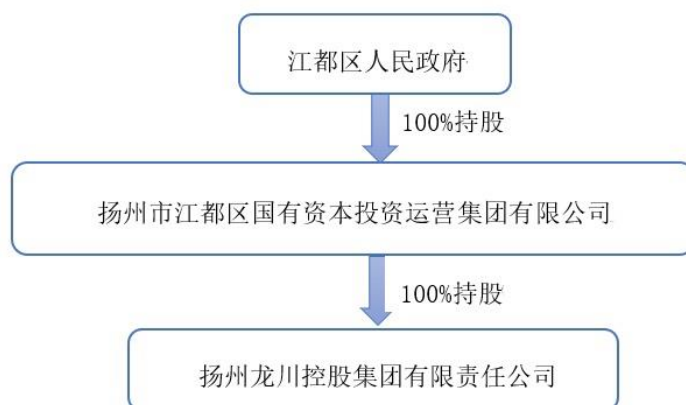 江都区人民政府
100%持股
扬州市江都区国有资本投资运营集团有限公司
100%持股
扬州龙川控股集团有限责任公司